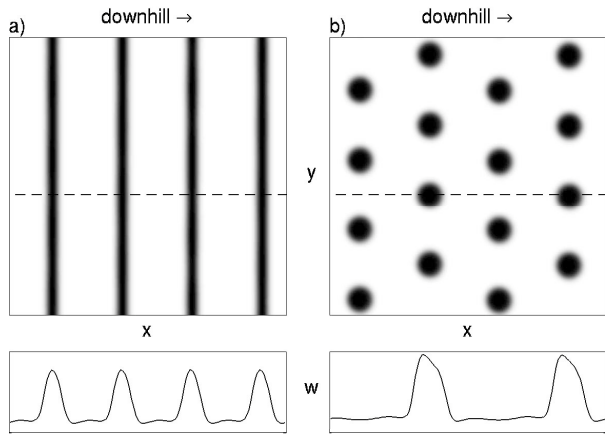 downhill →
downhill →
a)
b)
y
x
x
w